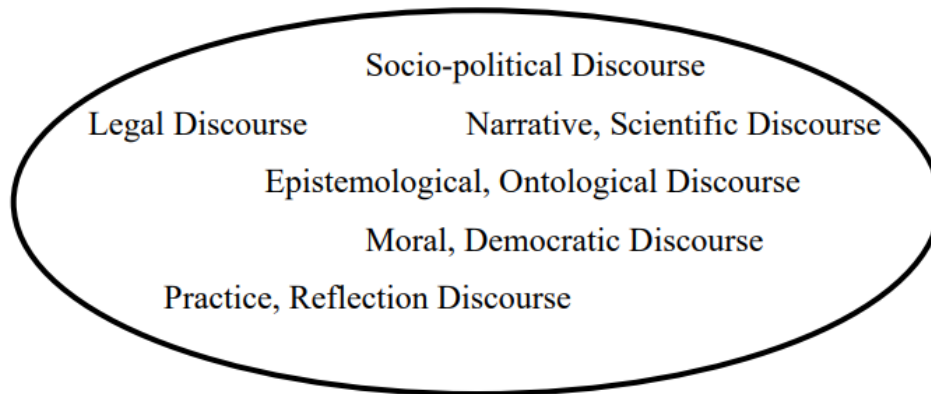 Socio-political Discourse
Legal Discourse
Narrative, Scientific Discourse
Epistemological, Ontological Discourse
Moral, Democratic Discourse
Practice, Reflection Discourse